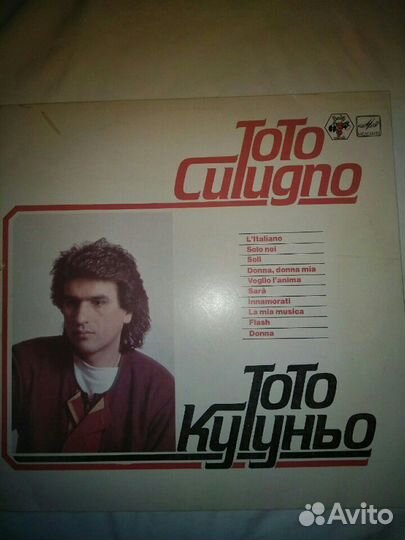 Toto
Cutugno
L'Italiano
Solo noi
Soli
Donna, donna mia
Voglio l'anima
Sarà
Innamorati
La mia musica
Flash
Donna
Тото
Кутуньо
Avito